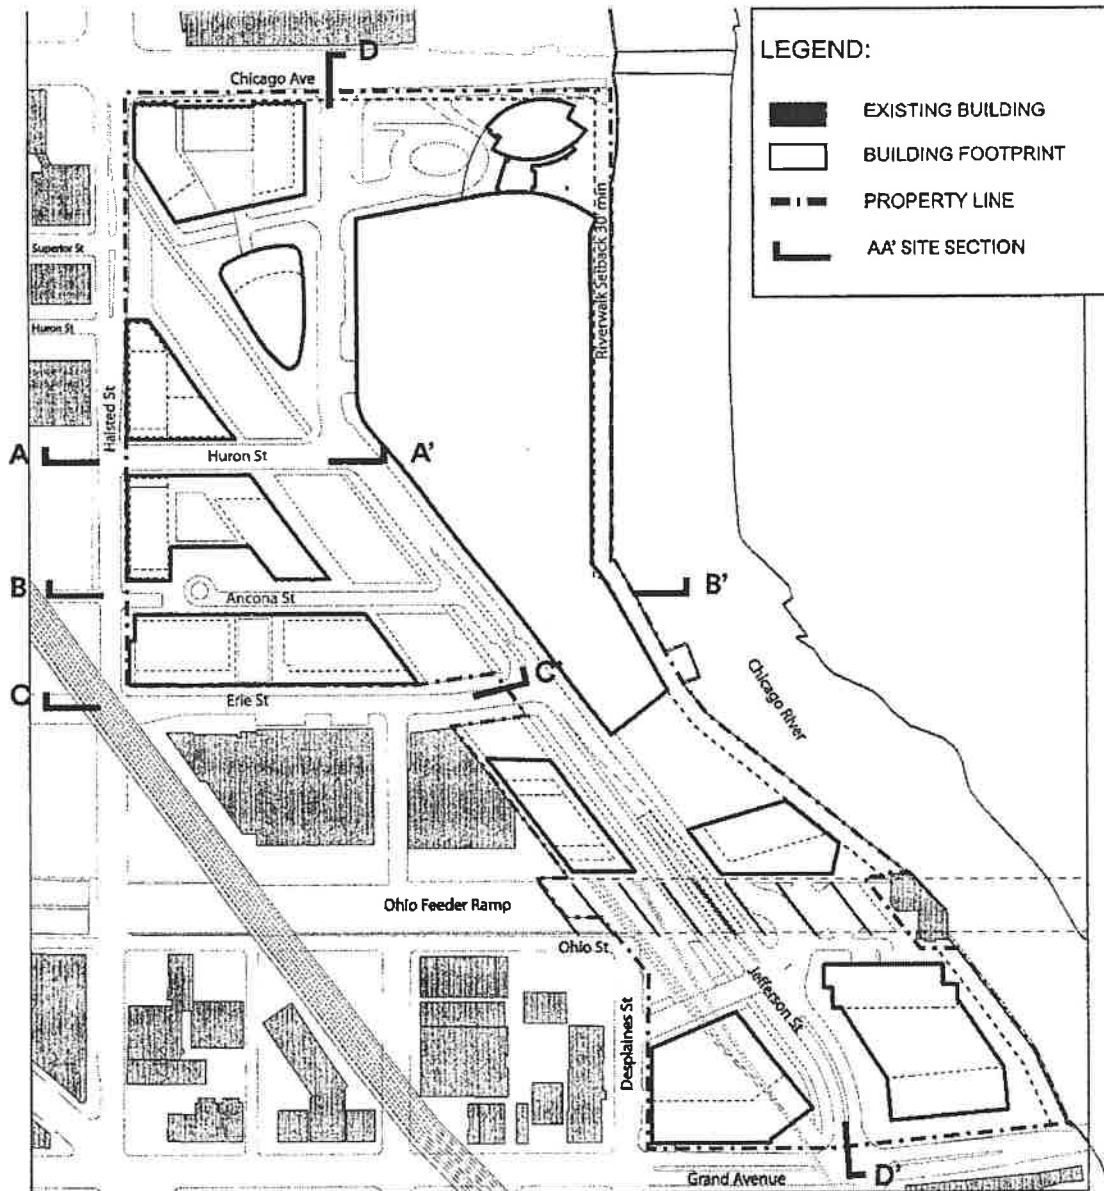 LEGEND:
EXISTING BUILDING
BUILDING FOOTPRINT
PROPERTY LINE
AA' SITE SECTION
D
Chicago Ave
Superior St
Huron St
Halsted St
Riverwalk Setback 30' min
A
Huron St
A'
B
Ancona St
B'
C
Erie St
C'
Chicago River
Ohio Feeder Ramp
Ohio St
Jefferson St
Desplaines St
Grand Avenue
D'